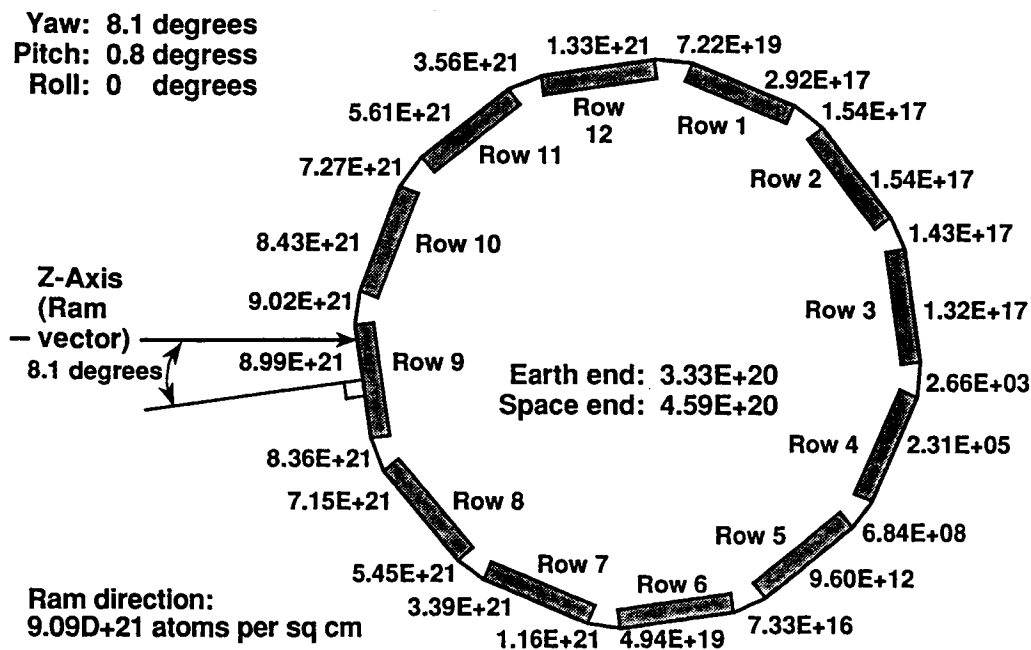 Yaw: 8.1 degrees
Pitch: 0.8 degress
Roll: 0 degrees
3.56E+21
1.33E+21
7.22E+19
2.92E+17
1.54E+17
5.61E+21
Row 11
Row
12
Row 1
Row 2
1.54E+17
7.27E+21
1.43E+17
8.43E+21
Row 10
Z-Axis
(Ram
– vector)
9.02E+21
Row 3
1.32E+17
8.1 degrees
8.99E+21
Row 9
Earth end: 3.33E+20
Space end: 4.59E+20
2.66E+03
Row 4
2.31E+05
8.36E+21
7.15E+21
Row 8
Row 5
6.84E+08
5.45E+21
Row 7
Row 6
9.60E+12
3.39E+21
1.16E+21
4.94E+19
7.33E+16
Ram direction:
9.09D+21 atoms per sq cm